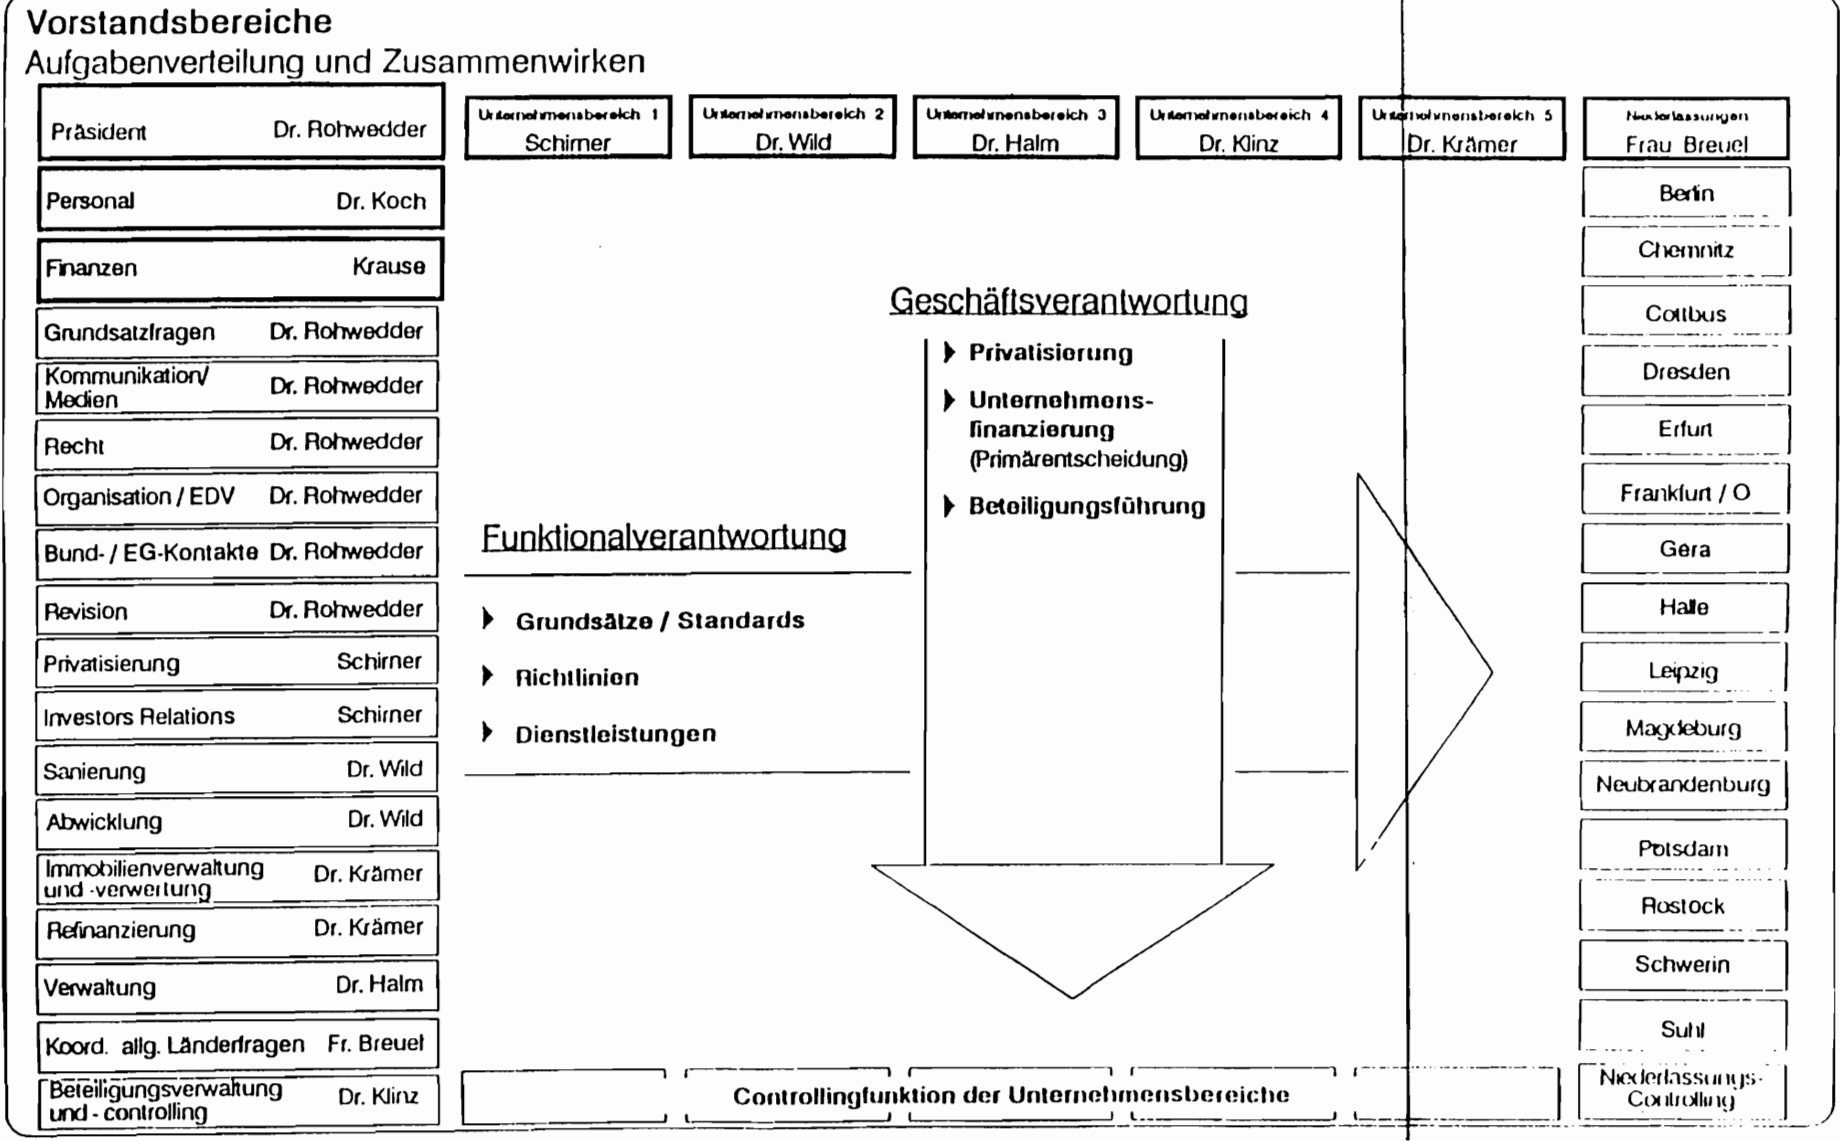 Vorstandsbereiche
Aufgabenverteilung und Zusammenwirken
Präsident Dr. Rohwedder
Personal Dr. Koch
Finanzen Krause
Grundsatzfragen Dr. Rohwedder
Kommunikation/
Medien Dr. Rohwedder
Recht Dr. Rohwedder
Organisation / EDV Dr. Rohwedder
Bund- / EG-Kontakte Dr. Rohwedder
Revision Dr. Rohwedder
Privatisierung Schirner
Investors Relations Schirner
Sanierung Dr. Wild
Abwicklung Dr. Wild
Immobilienverwaltung
und -verwertung Dr. Krämer
Refinanzierung Dr. Krämer
Verwaltung Dr. Halm
Koord. allg. Länderfragen Fr. Breuel
Beteiligungsverwaltung
und - controlling Dr. Klinz
Unternehmensbereich 1
Schirner
Unternehmensbereich 2
Dr. Wild
Unternehmensbereich 3
Dr. Halm
Unternehmensbereich 4
Dr. Klinz
Unternehmensbereich 5
Dr. Krämer
Geschäftsverantwortung
Privatisierung
Unternehmens-
finanzierung
(Primärentscheidung)
Beteiligungsführung
Funktionalverantwortung
Grundsätze / Standards
Richtlinien
Dienstleistungen
Controllingfunktion der Unternehmensbereiche
Niederlassungen
Frau Breuel
Berlin
Chemnitz
Cottbus
Dresden
Erfurt
Frankfurt / O
Gera
Halle
Leipzig
Magdeburg
Neubrandenburg
Potsdam
Rostock
Schwerin
Suhl
Niederlassungs-
Controlling